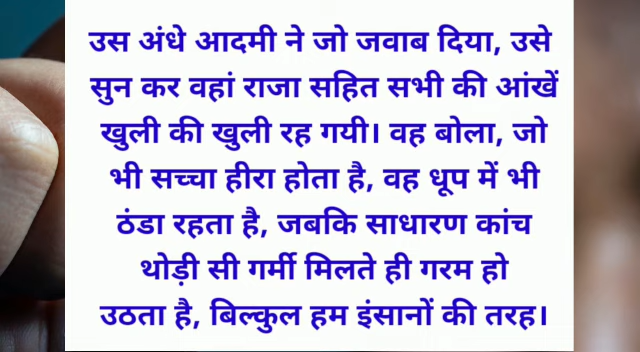 उस अंधे आदमी ने जो जवाब दिया, उसे
सुन कर वहां राजा सहित सभी की आंखें
खुली की खुली रह गयी। वह बोला, जो
भी सच्चा हीरा होता है, वह धूप में भी
ठंडा रहता है, जबकि साधारण कांच
थोड़ी सी गर्मी मिलते ही गरम हो
उठता है, बिल्कुल हम इंसानों की तरह।